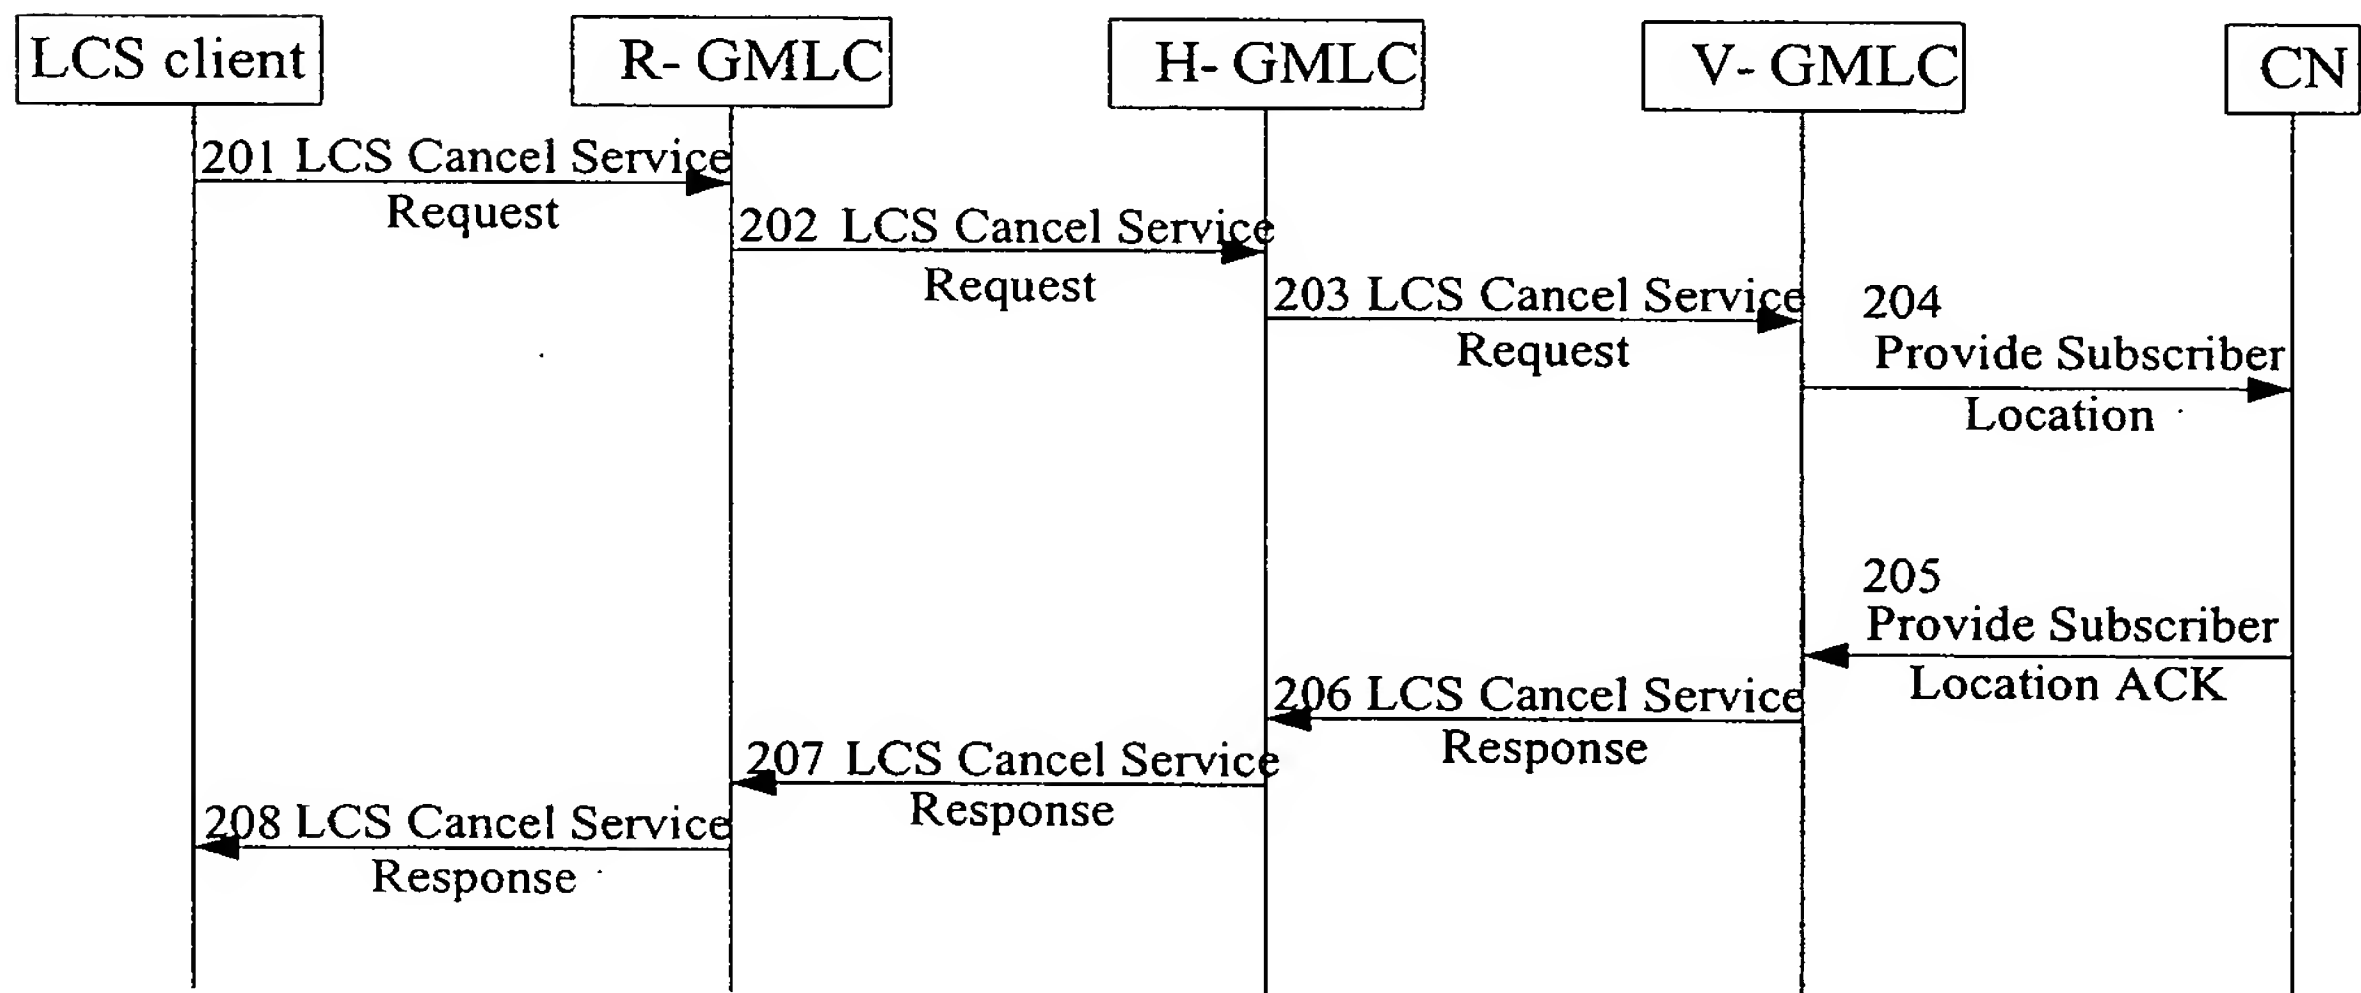 LCS client
R- GMLC
H- GMLC
V- GMLC
CN
201 LCS Cancel Service
Request
202 LCS Cancel Service
Request
203 LCS Cancel Service
Request
204
Provide Subscriber
Location
205
Provide Subscriber
Location ACK
206 LCS Cancel Service
Response
207 LCS Cancel Service
Response
208 LCS Cancel Service
Response